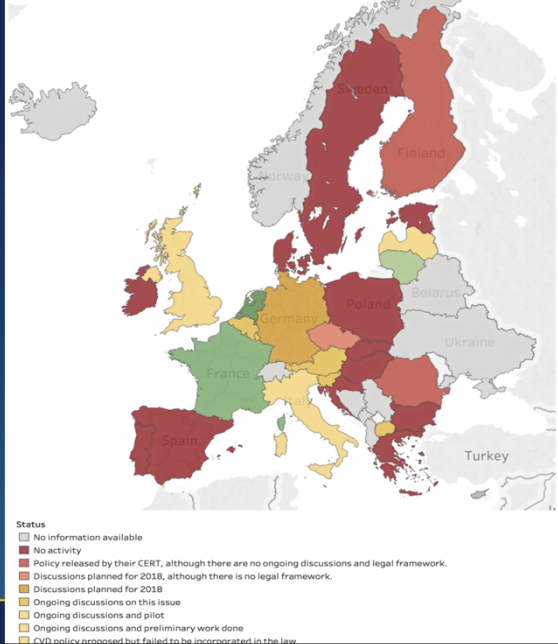 Sweden
Finland
Norway
Belarus
Poland
Germany
Ukraine
France
Italy
Spain
Turkey
Status
No information available
No activity
Policy released by their CERT, although there are no ongoing discussions and legal framework.
Discussions planned for 2018, although there is no legal framework.
Discussions planned for 2018
Ongoing discussions on this issue
Ongoing discussions and pilot
Ongoing discussions and preliminary work done
CVD policy proposed but failed to be incorporated in the law